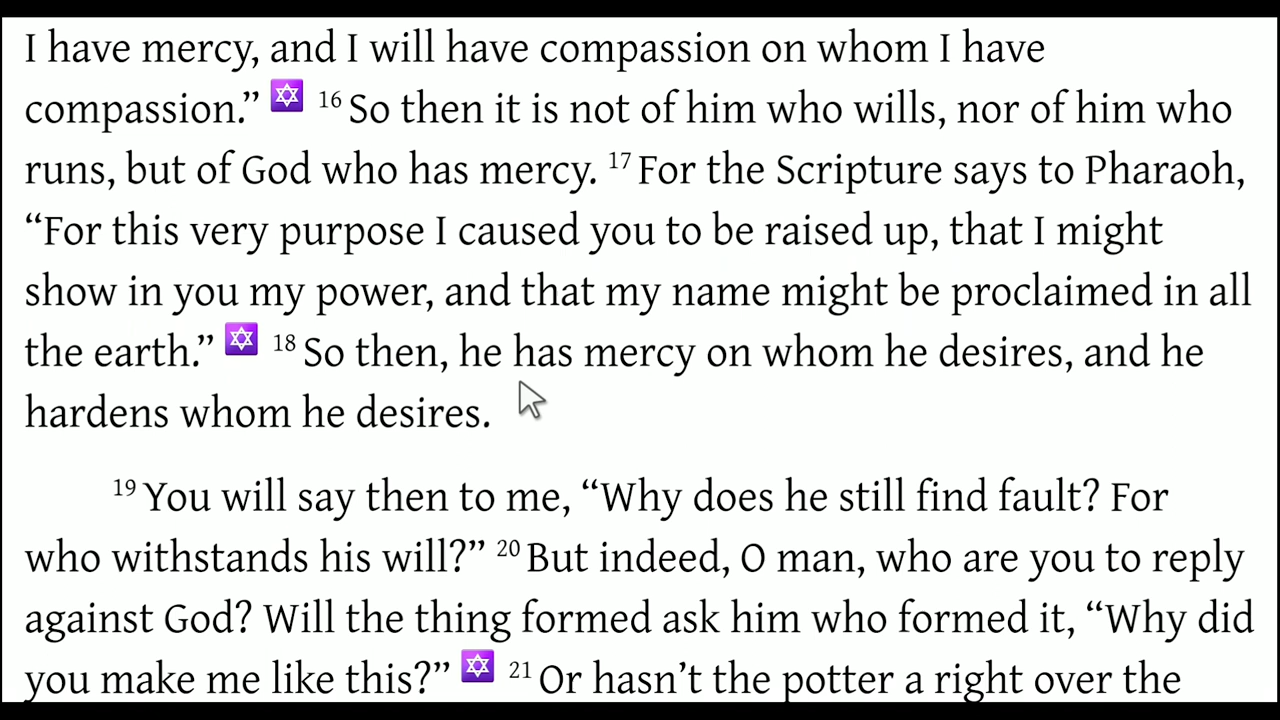 I have mercy, and I will have compassion on whom I have
compassion.” ✡ 16 So then it is not of him who wills, nor of him who
runs, but of God who has mercy. 17 For the Scripture says to Pharaoh,
“For this very purpose I caused you to be raised up, that I might
show in you my power, and that my name might be proclaimed in all
the earth.” ✡ 18 So then, he has mercy on whom he desires, and he
hardens whom he desires.
19 You will say then to me, “Why does he still find fault? For
who withstands his will?” 20 But indeed, O man, who are you to reply
against God? Will the thing formed ask him who formed it, “Why did
you make me like this?” ✡ 21 Or hasn’t the potter a right over the